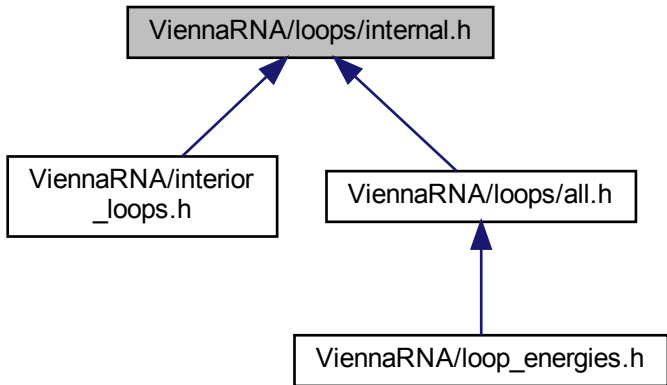 ViennaRNA/loops/internal.h
ViennaRNA/interior
_loops.h
ViennaRNA/loops/all.h
ViennaRNA/loop_energies.h